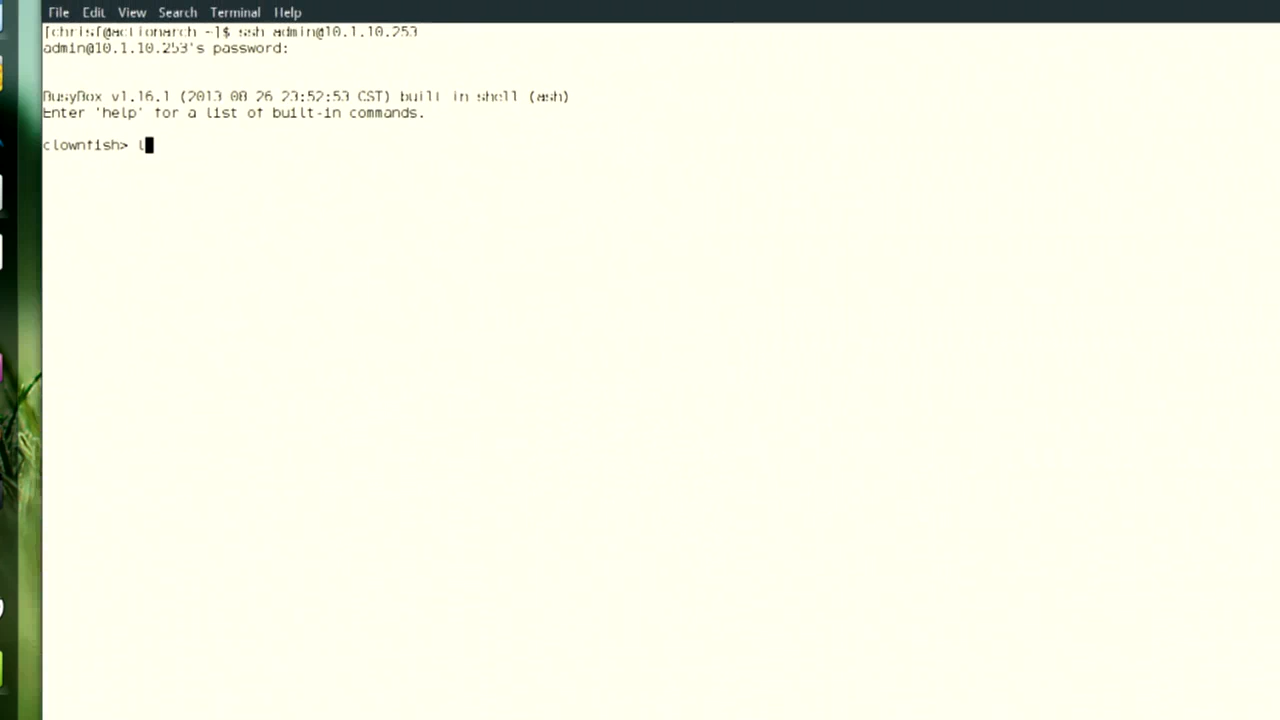 File Edit View Search Terminal Help
[chrisf@actionarch ~]$ ssh admin@10.1.10.253
admin@10.1.10.253's password:
BusyBox v1.16.1 (2013-08-26 23:52:53 CST) built-in shell (ash)
Enter 'help' for a list of built-in commands.
clownfish> l